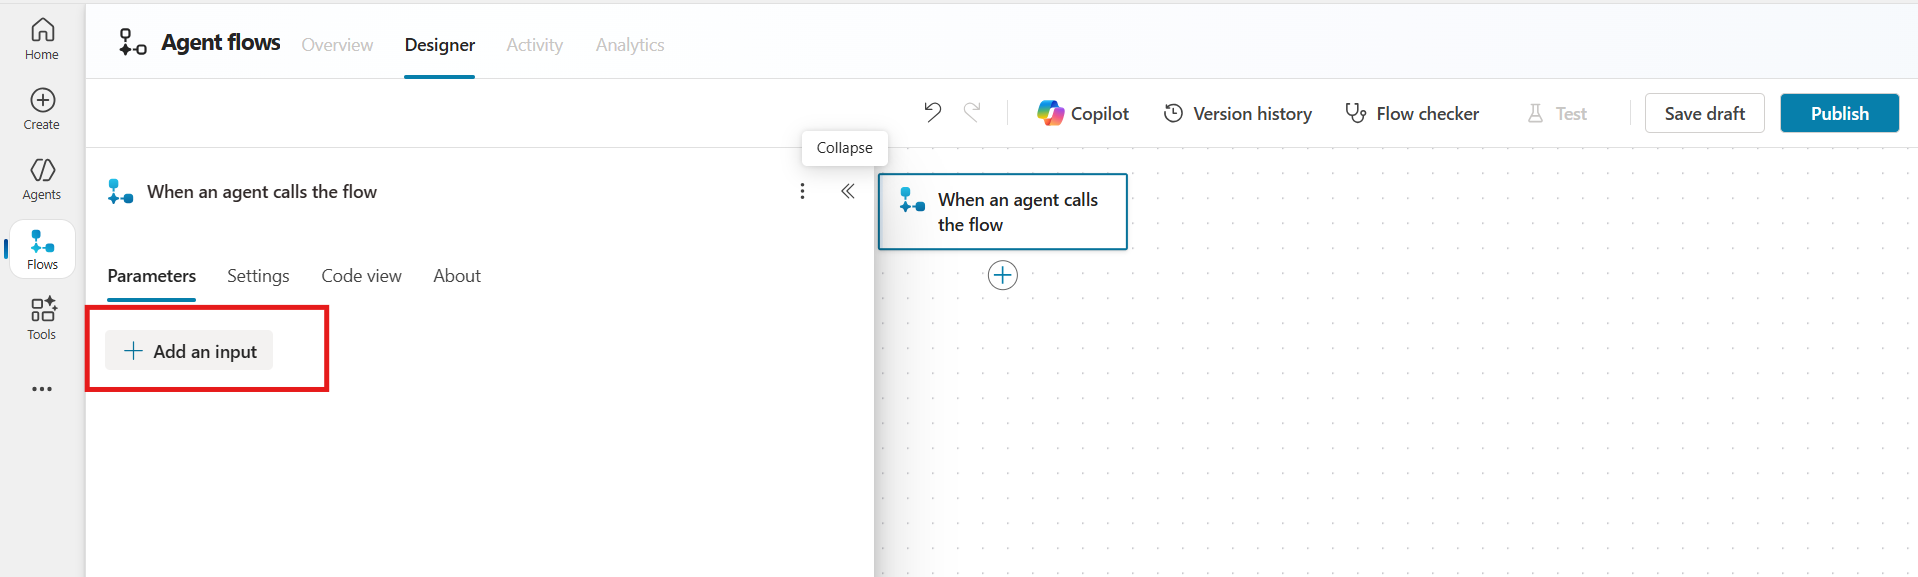 Home
Create
Agents
Flows
Tools
Agent flows Overview Designer Activity Analytics
Copilot Version history Flow checker Test Save draft Publish
Collapse
When an agent calls the flow
Parameters Settings Code view About
Add an input
When an agent calls
the flow